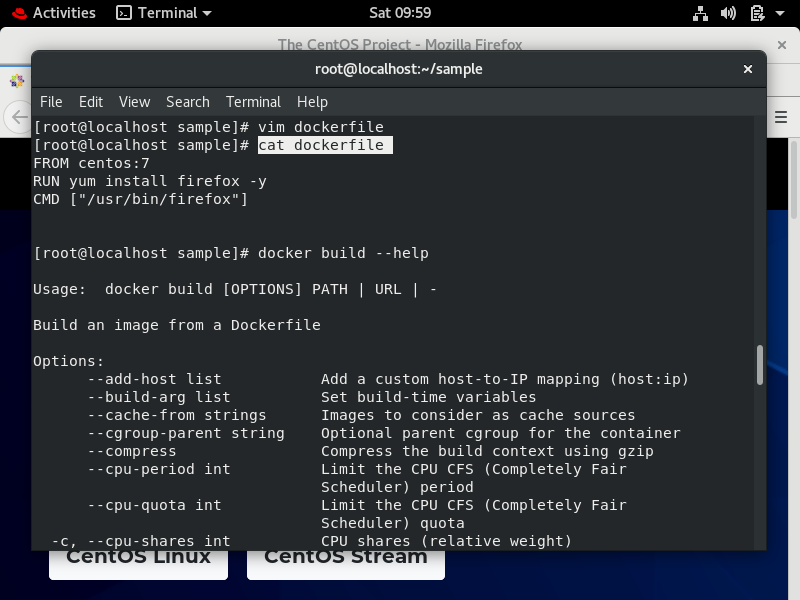 Activities Terminal Sat 09:59
The CentOS Project - Mozilla Firefox
root@localhost:~/sample
File Edit View Search Terminal Help
[root@localhost sample]# vim dockerfile
[root@localhost sample]# cat dockerfile
FROM centos:7
RUN yum install firefox -y
CMD ["/usr/bin/firefox"]
[root@localhost sample]# docker build --help
Usage:  docker build [OPTIONS] PATH | URL | -
Build an image from a Dockerfile
Options:
      --add-host list           Add a custom host-to-IP mapping (host:ip)
      --build-arg list          Set build-time variables
      --cache-from strings      Images to consider as cache sources
      --cgroup-parent string    Optional parent cgroup for the container
      --compress                Compress the build context using gzip
      --cpu-period int          Limit the CPU CFS (Completely Fair
                                Scheduler) period
      --cpu-quota int           Limit the CPU CFS (Completely Fair
                                Scheduler) quota
  -c, --cpu-shares int          CPU shares (relative weight)
CentOS Linux CentOS Stream